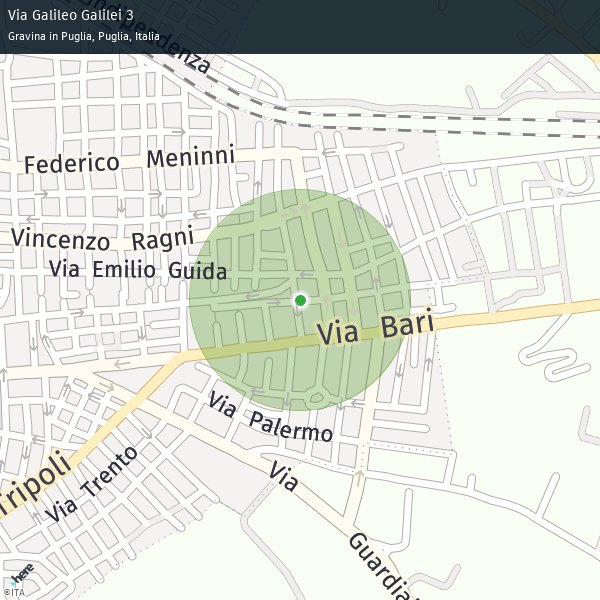 Via Galileo Galilei 3
Gravina in Puglia, Puglia, Italia
Indipendenza
Federico Meninni
Vincenzo Ragni
Via Emilio Guida
Via Bari
Via Palermo
Via Trento
Tripoli
Via
Guardia
here
©ITA